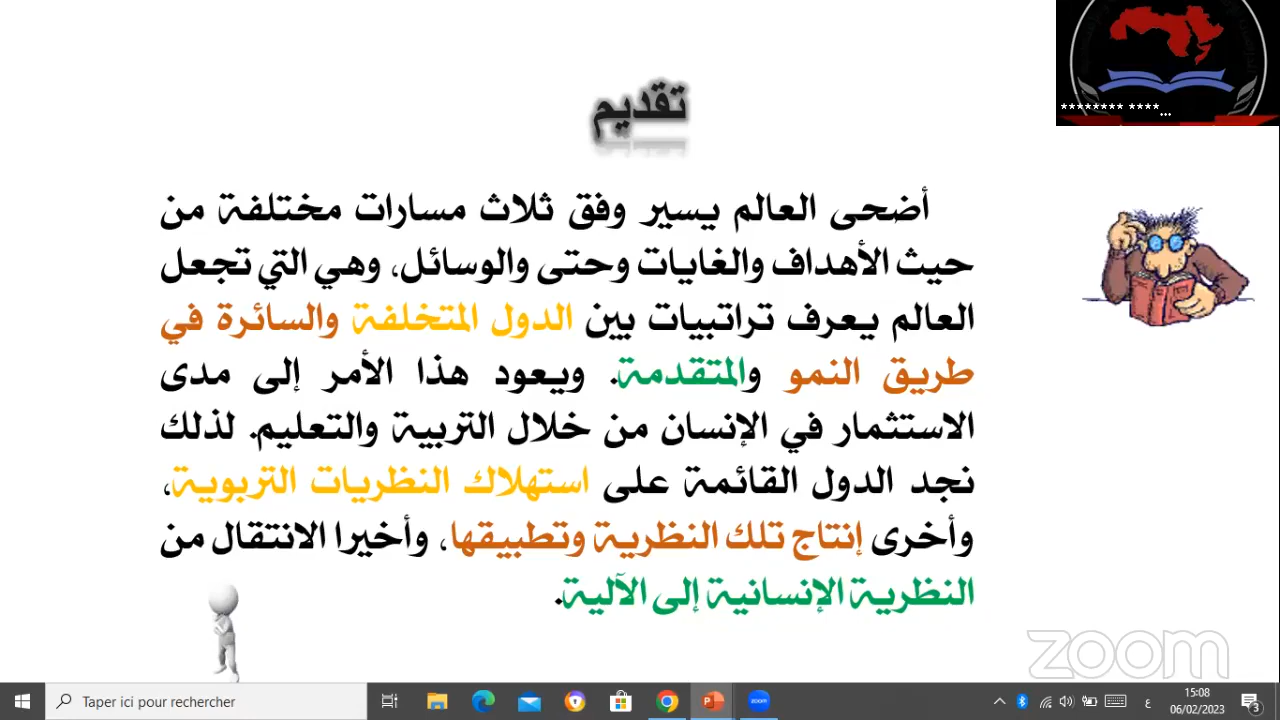 ******** ****...
تقديم
أضحى العالم يسير وفق ثلاث مسارات مختلفة من
حيث الأهداف والغايات وحتى والوسائل، وهي التي تجعل
العالم يعرف تراتبيات بين الدول المتخلفة والسائرة في
طريق النمو والمتقدمة. ويعود هذا الأمر إلى مدى
الاستثمار في الإنسان من خلال التربية والتعليم. لذلك
نجد الدول القائمة على استهلاك النظريات التربوية،
وأخرى إنتاج تلك النظرية وتطبيقها، وأخيرا الانتقال من
النظرية الإنسانية إلى الآلية.
zoom
Taper ici pour rechercher
zoom
ع
15:08
06/02/2023
3